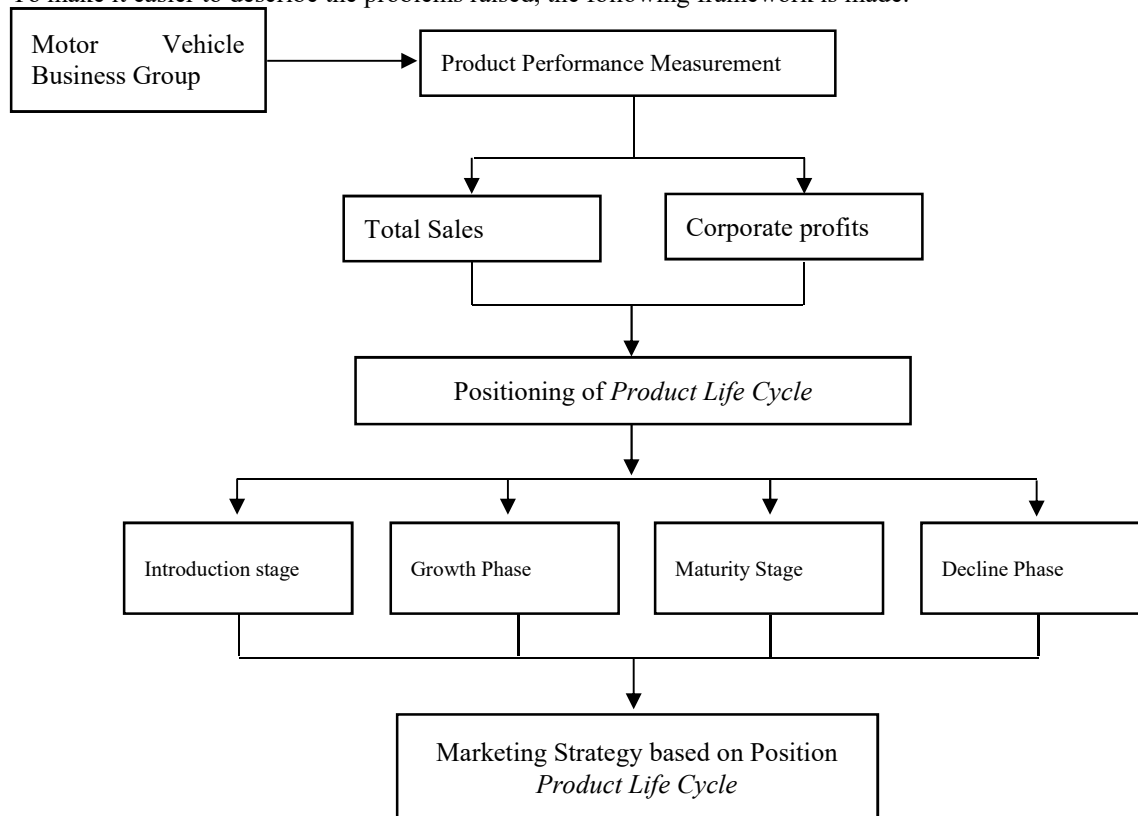 To make it easier to describe the problems raised, the following framework is made:
Motor Vehicle
Business Group
Product Performance Measurement
Total Sales
Corporate profits
Positioning of Product Life Cycle
Introduction stage
Growth Phase
Maturity Stage
Decline Phase
Marketing Strategy based on Position
Product Life Cycle